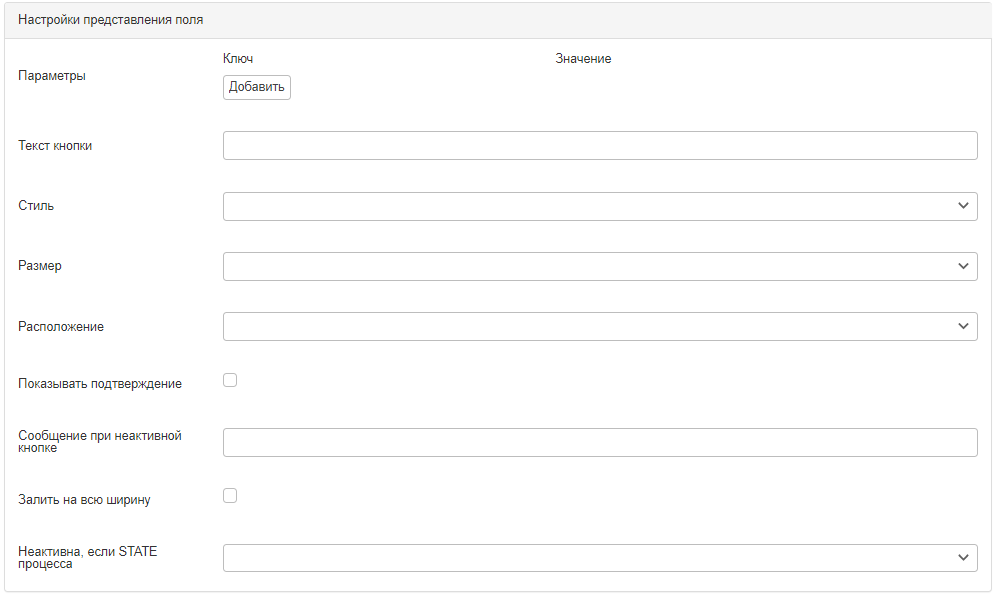 Настройки представления поля
Ключ
Значение
Параметры
Добавить
Текст кнопки
Стиль
Размер
Расположение
Показывать подтверждение
Сообщение при неактивной
кнопке
Залить на всю ширину
Неактивна, если STATE
процесса